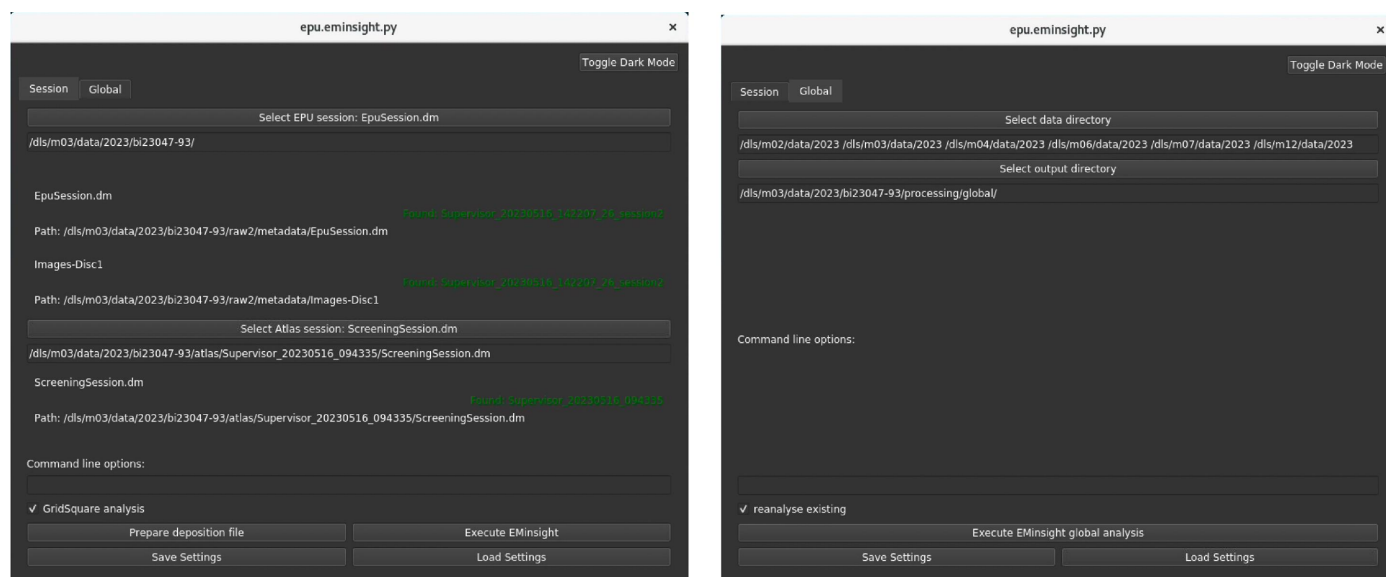 epu.eminsight.py
×
Toggle Dark Mode
Session Global
Select EPU session: EpuSession.dm
/dls/m03/data/2023/bi23047-93/
EpuSession.dm
Found: Supervisor_20230516_142207_26_session2
Path: /dls/m03/data/2023/bi23047-93/raw2/metadata/EpuSession.dm
Images-Disc1
Found: Supervisor_20230516_142207_26_session2
Path: /dls/m03/data/2023/bi23047-93/raw2/metadata/Images-Disc1
Select Atlas session: ScreeningSession.dm
/dls/m03/data/2023/bi23047-93/atlas/Supervisor_20230516_094335/ScreeningSession.dm
ScreeningSession.dm
Found: Supervisor_20230516_094335
Path: /dls/m03/data/2023/bi23047-93/atlas/Supervisor_20230516_094335/ScreeningSession.dm
Command line options:
✓ GridSquare analysis
Prepare deposition file Execute EMinsight
Save Settings Load Settings
epu.eminsight.py
×
Toggle Dark Mode
Session Global
Select data directory
/dls/m02/data/2023 /dls/m03/data/2023 /dls/m04/data/2023 /dls/m06/data/2023 /dls/m07/data/2023 /dls/m12/data/2023
Select output directory
/dls/m03/data/2023/bi23047-93/processing/global/
Command line options:
✓ reanalyse existing
Execute EMinsight global analysis
Save Settings Load Settings